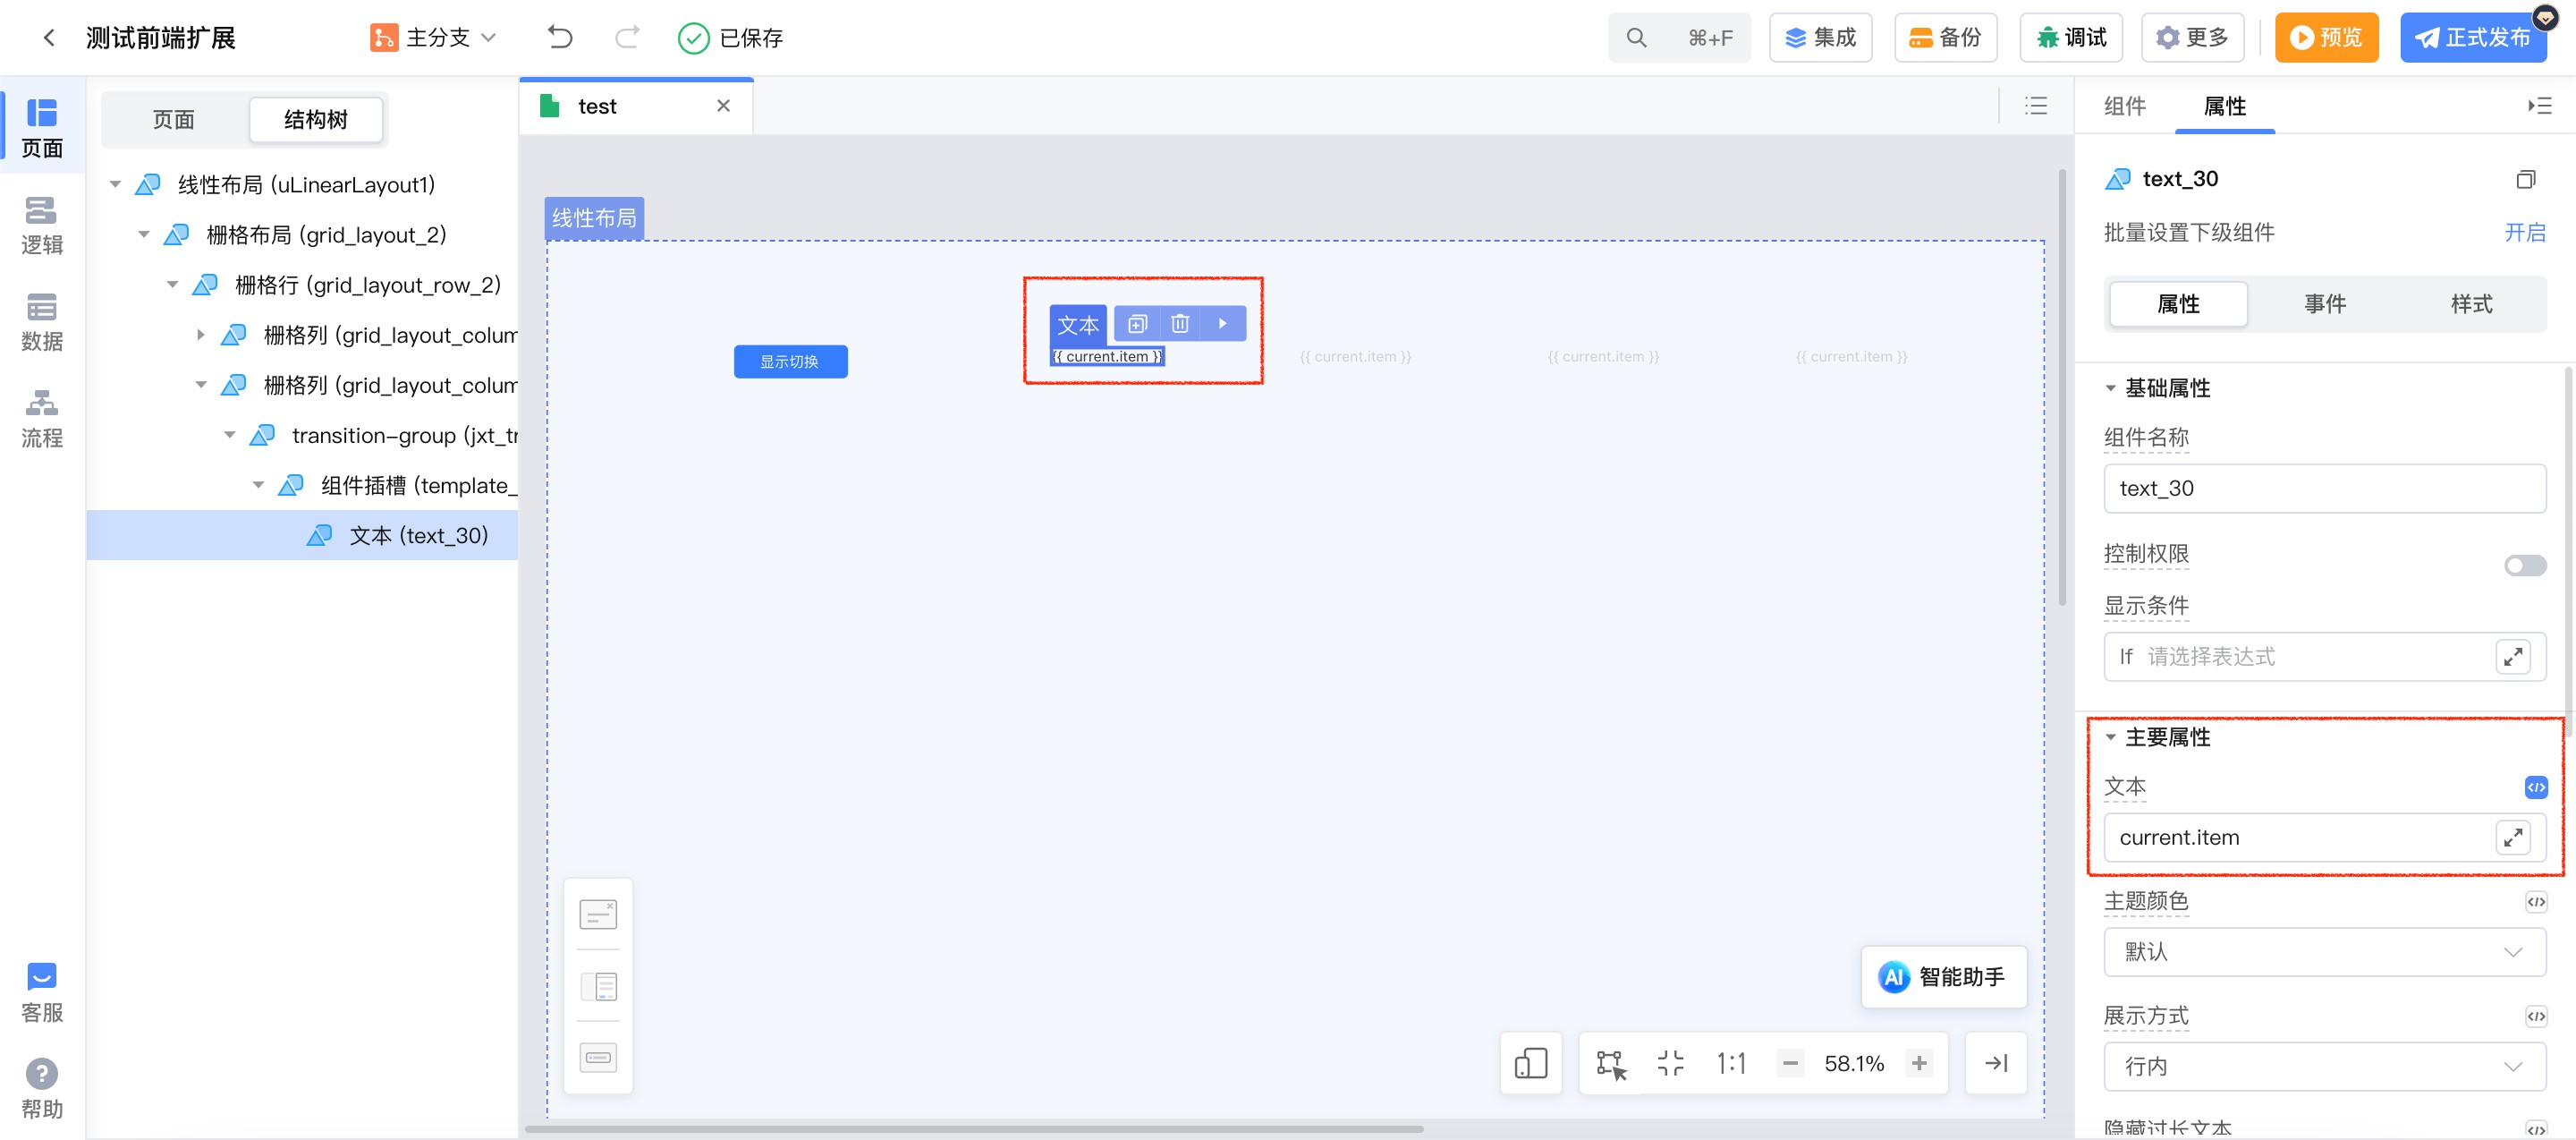 测试前端扩展
主分支
已保存
⌘+F
集成
备份
调试
更多
预览
正式发布
页面
逻辑
数据
流程
客服
帮助
页面
结构树
线性布局 (uLinearLayout1)
栅格布局 (grid_layout_2)
栅格行 (grid_layout_row_2)
栅格列 (grid_layout_colum
栅格列 (grid_layout_colum
transition-group (jxt_tr
组件插槽 (template_
文本 (text_30)
test
线性布局
显示切换
文本
{{ current.item }}
{{ current.item }}
{{ current.item }}
{{ current.item }}
AI 智能助手
1:1
58.1%
组件
属性
text_30
批量设置下级组件
开启
属性
事件
样式
基础属性
组件名称
text_30
控制权限
显示条件
If 请选择表达式
主要属性
文本
current.item
主题颜色
默认
展示方式
行内
隐藏过长文本